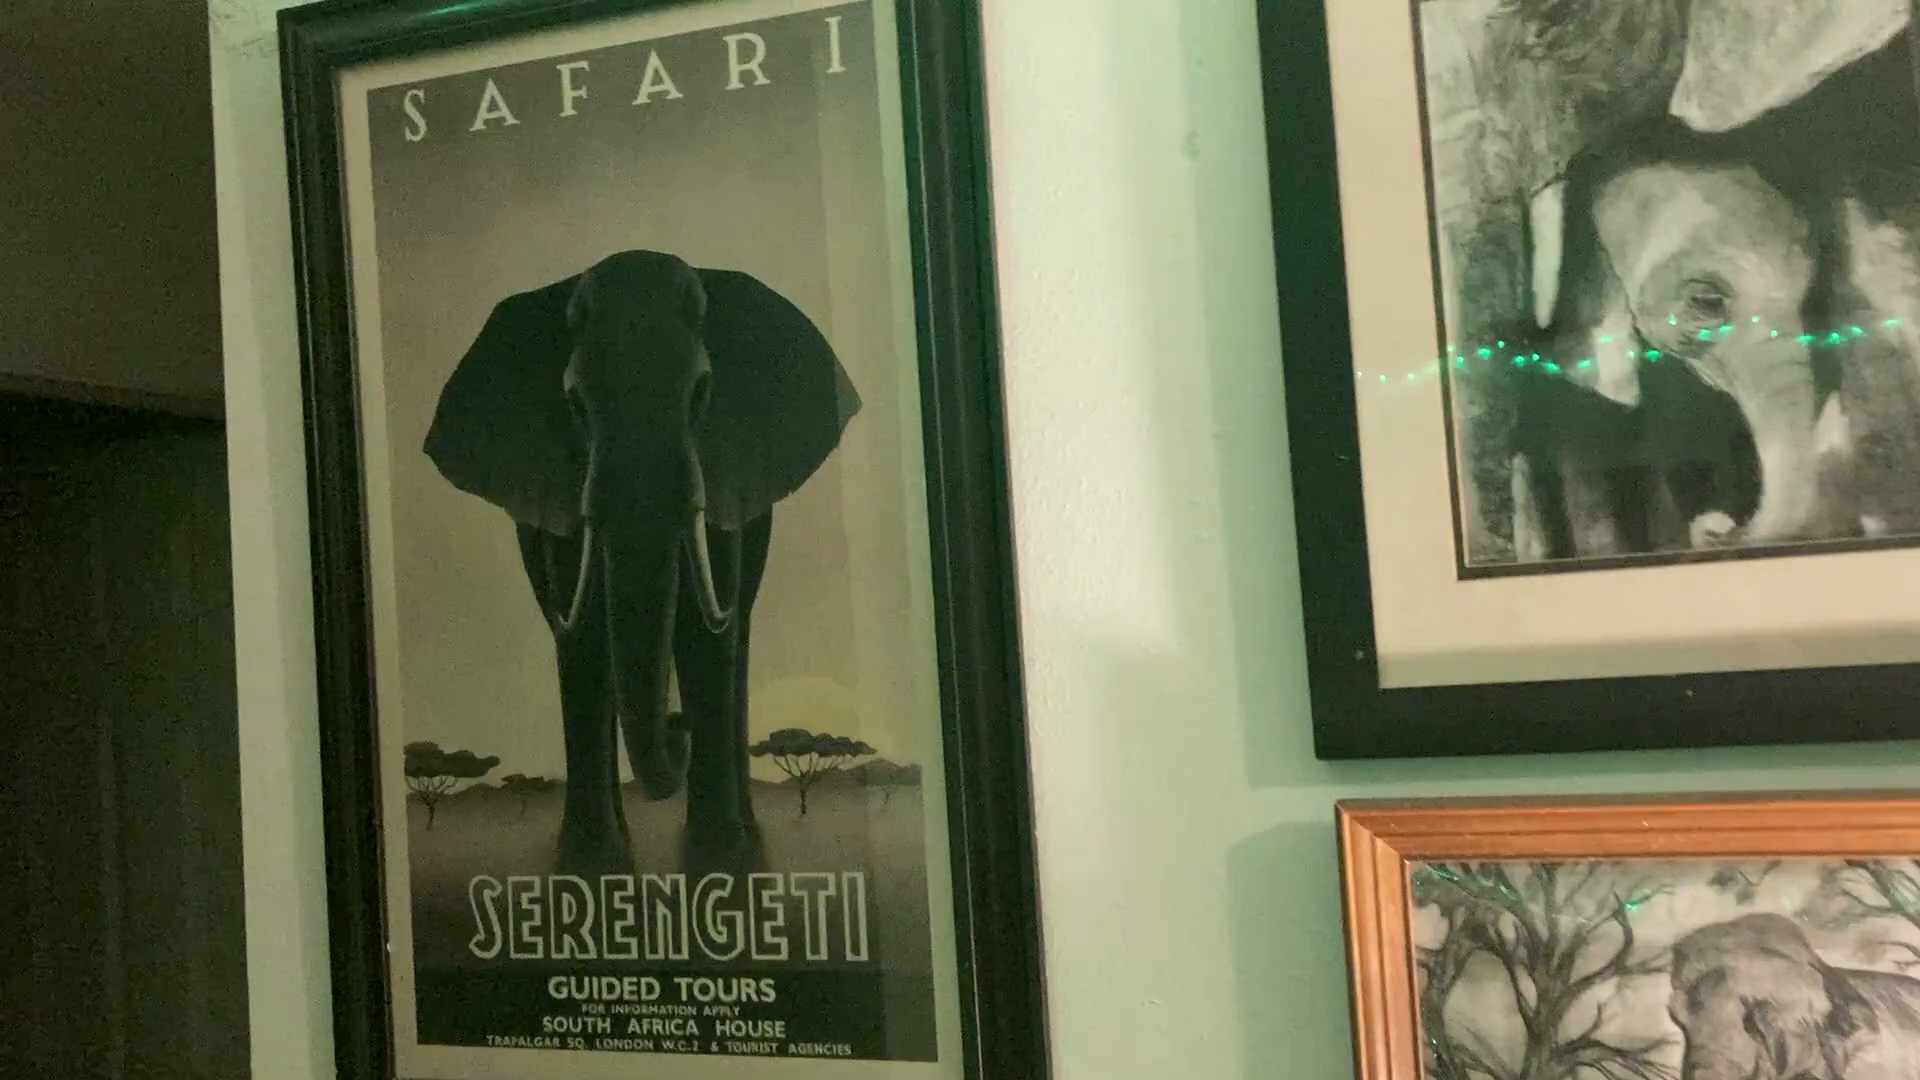 SAFARI
SERENGETI
GUIDED TOURS
FOR INFORMATION APPLY
SOUTH AFRICA HOUSE
TRAFALGAR SQ. LONDON W.C.2 & TOURIST AGENCIES